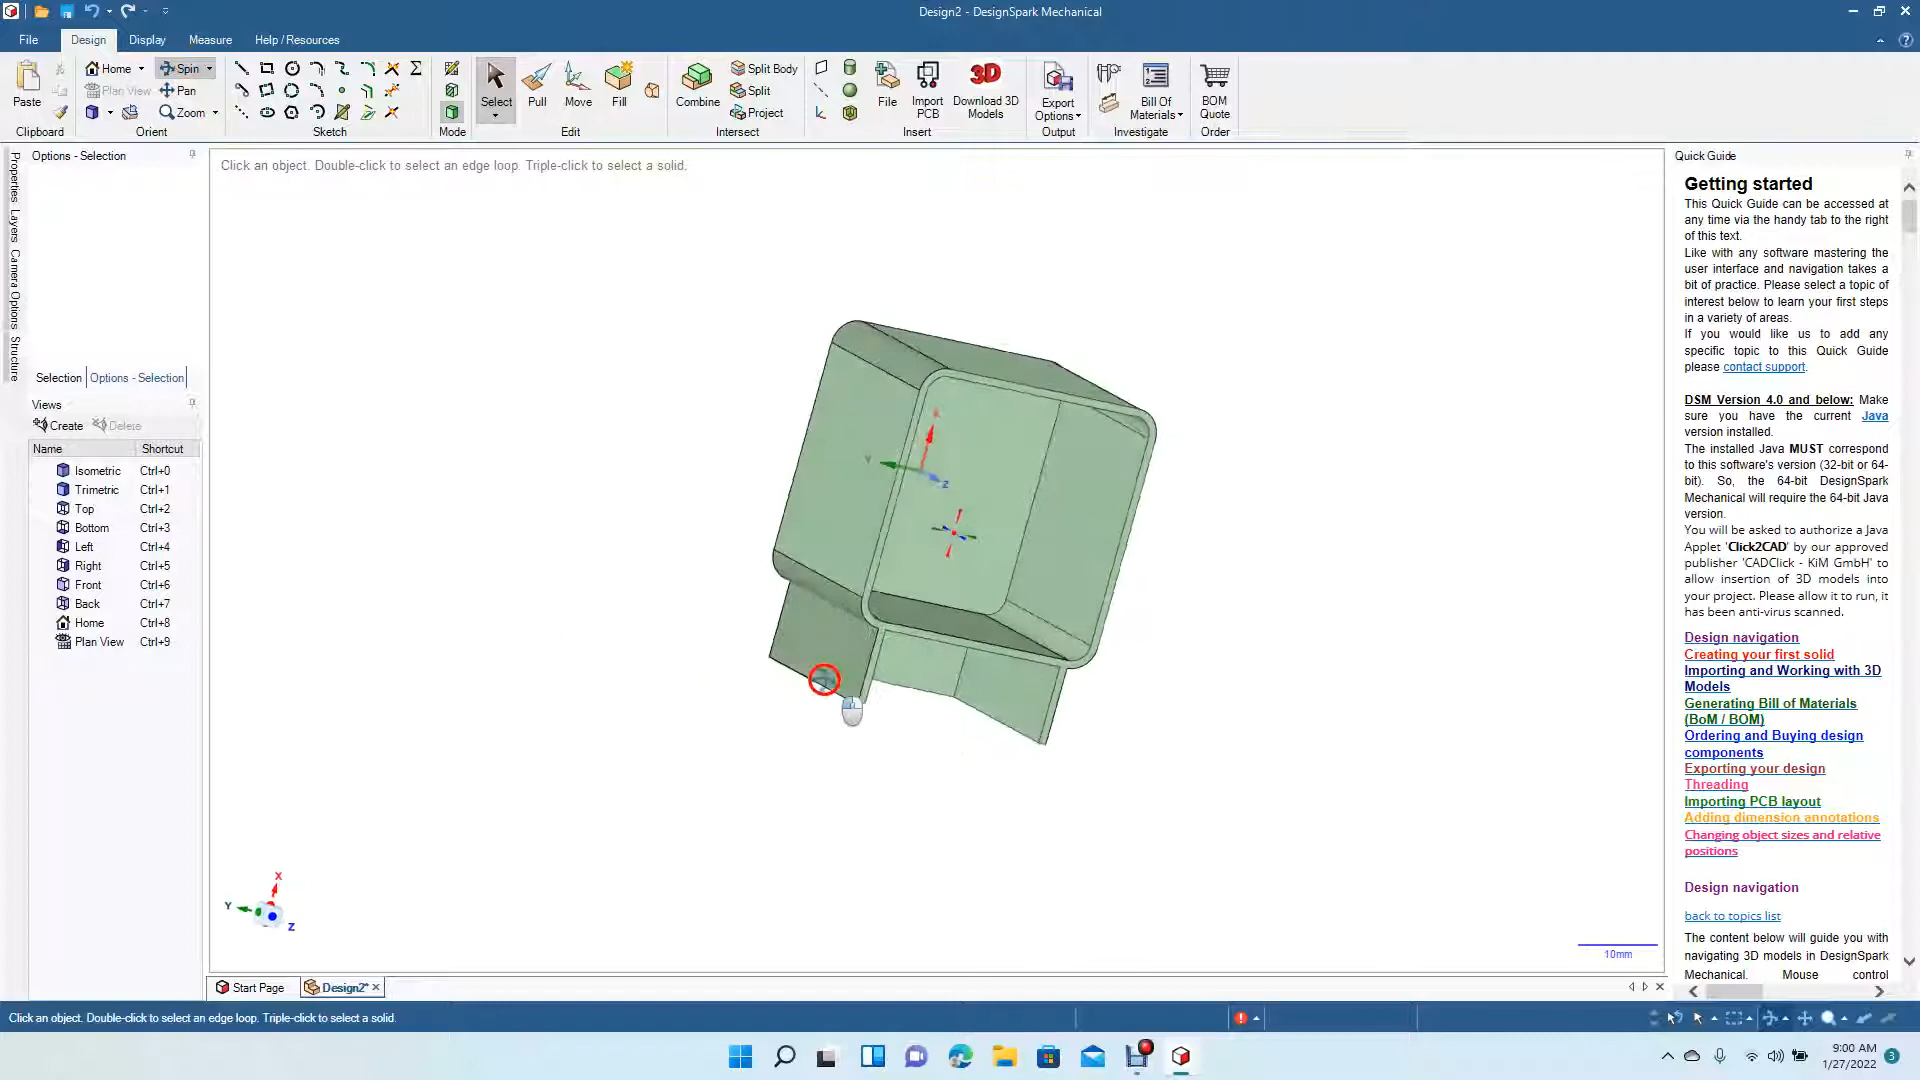 Design2 - DesignSpark Mechanical
File Design Display Measure Help / Resources
Paste
Clipboard
Home Spin
Plan View Pan
Zoom
Orient
Sketch
Mode
Select Pull Move Fill
Edit
Combine
Split Body
Split
Project
Intersect
File
Import PCB
Download 3D Models
Insert
Export Options
Output
Bill Of Materials
Investigate
BOM Quote
Order
Options - Selection
Properties Layers Camera Options Structure
Selection Options - Selection
Views
Create Delete
Name Shortcut
Isometric Ctrl+0
Trimetric Ctrl+1
Top Ctrl+2
Bottom Ctrl+3
Left Ctrl+4
Right Ctrl+5
Front Ctrl+6
Back Ctrl+7
Home Ctrl+8
Plan View Ctrl+9
Click an object. Double-click to select an edge loop. Triple-click to select a solid.
Y
Z
X
Y
Z
10mm
Quick Guide
Getting started
This Quick Guide can be accessed at
any time via the handy tab to the right
of this text.
Like with any software mastering the
user interface and navigation takes a
bit of practice. Please select a topic of
interest below to learn your first steps
in a variety of areas.
If you would like us to add any
specific topic to this Quick Guide
please contact support.
DSM Version 4.0 and below: Make
sure you have the current Java
version installed.
The installed Java MUST correspond
to this software's version (32-bit or 64-
bit). So, the 64-bit DesignSpark
Mechanical will require the 64-bit Java
version.
You will be asked to authorize a Java
Applet 'Click2CAD' by our approved
publisher 'CADClick - KiM GmbH' to
allow insertion of 3D models into
your project. Please allow it to run, it
has been anti-virus scanned.
Design navigation
Creating your first solid
Importing and Working with 3D
Models
Generating Bill of Materials
(BoM / BOM)
Ordering and Buying design
components
Exporting your design
Threading
Importing PCB layout
Adding dimension annotations
Changing object sizes and relative
positions
Design navigation
back to topics list
The content below will guide you with
navigating 3D models in DesignSpark
Mechanical. Mouse control
Start Page Design2*
Click an object. Double-click to select an edge loop. Triple-click to select a solid.
9:00 AM
1/27/2022
3